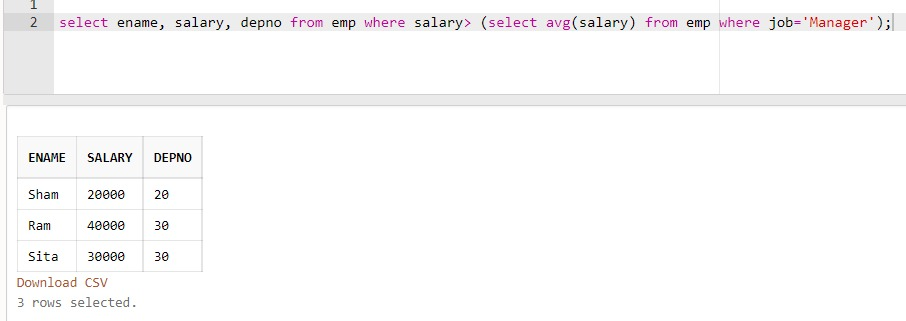 1
2 select ename, salary, depno from emp where salary> (select avg(salary) from emp where job='Manager');
ENAME SALARY DEPNO
Sham 20000 20
Ram 40000 30
Sita 30000 30
Download CSV
3 rows selected.